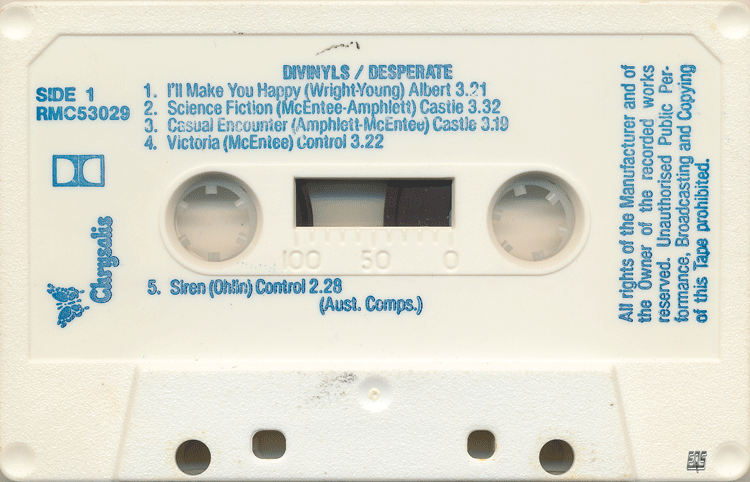 DIVINYLS / DESPERATE
SIDE 1
RMC53029
1. I'll Make You Happy (Wright-Young) Albert 3.21
2. Science Fiction (McEntee-Amphlett) Castle 3.32
3. Casual Encounter (Amphlett-McEntee) Castle 3.19
4. Victoria (McEntee) Control 3.22
100 50 0
Chrysalis
5. Siren (Ohlin) Control 2.28
(Aust. Comps.)
All rights of the Manufacturer and of
the Owner of the recorded works
reserved. Unauthorised Public Per-
formance, Broadcasting and Copying
of this Tape prohibited.